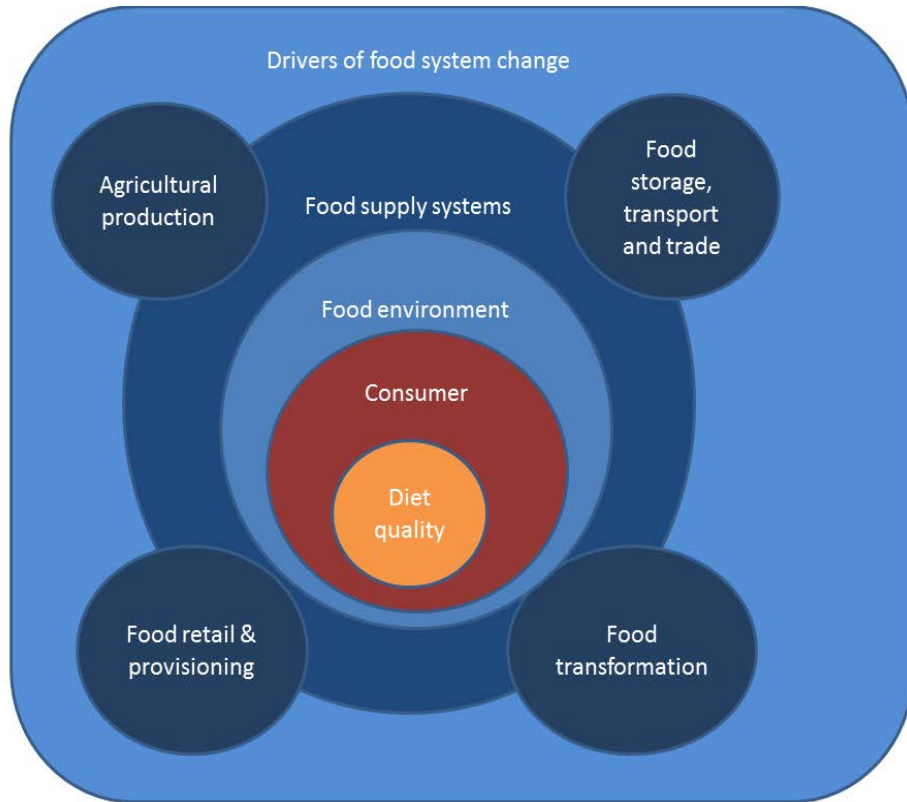 Drivers of food system change
Agricultural
production
Food
storage,
transport
and trade
Food supply systems
Food environment
Consumer
Diet
quality
Food retail &
provisioning
Food
transformation